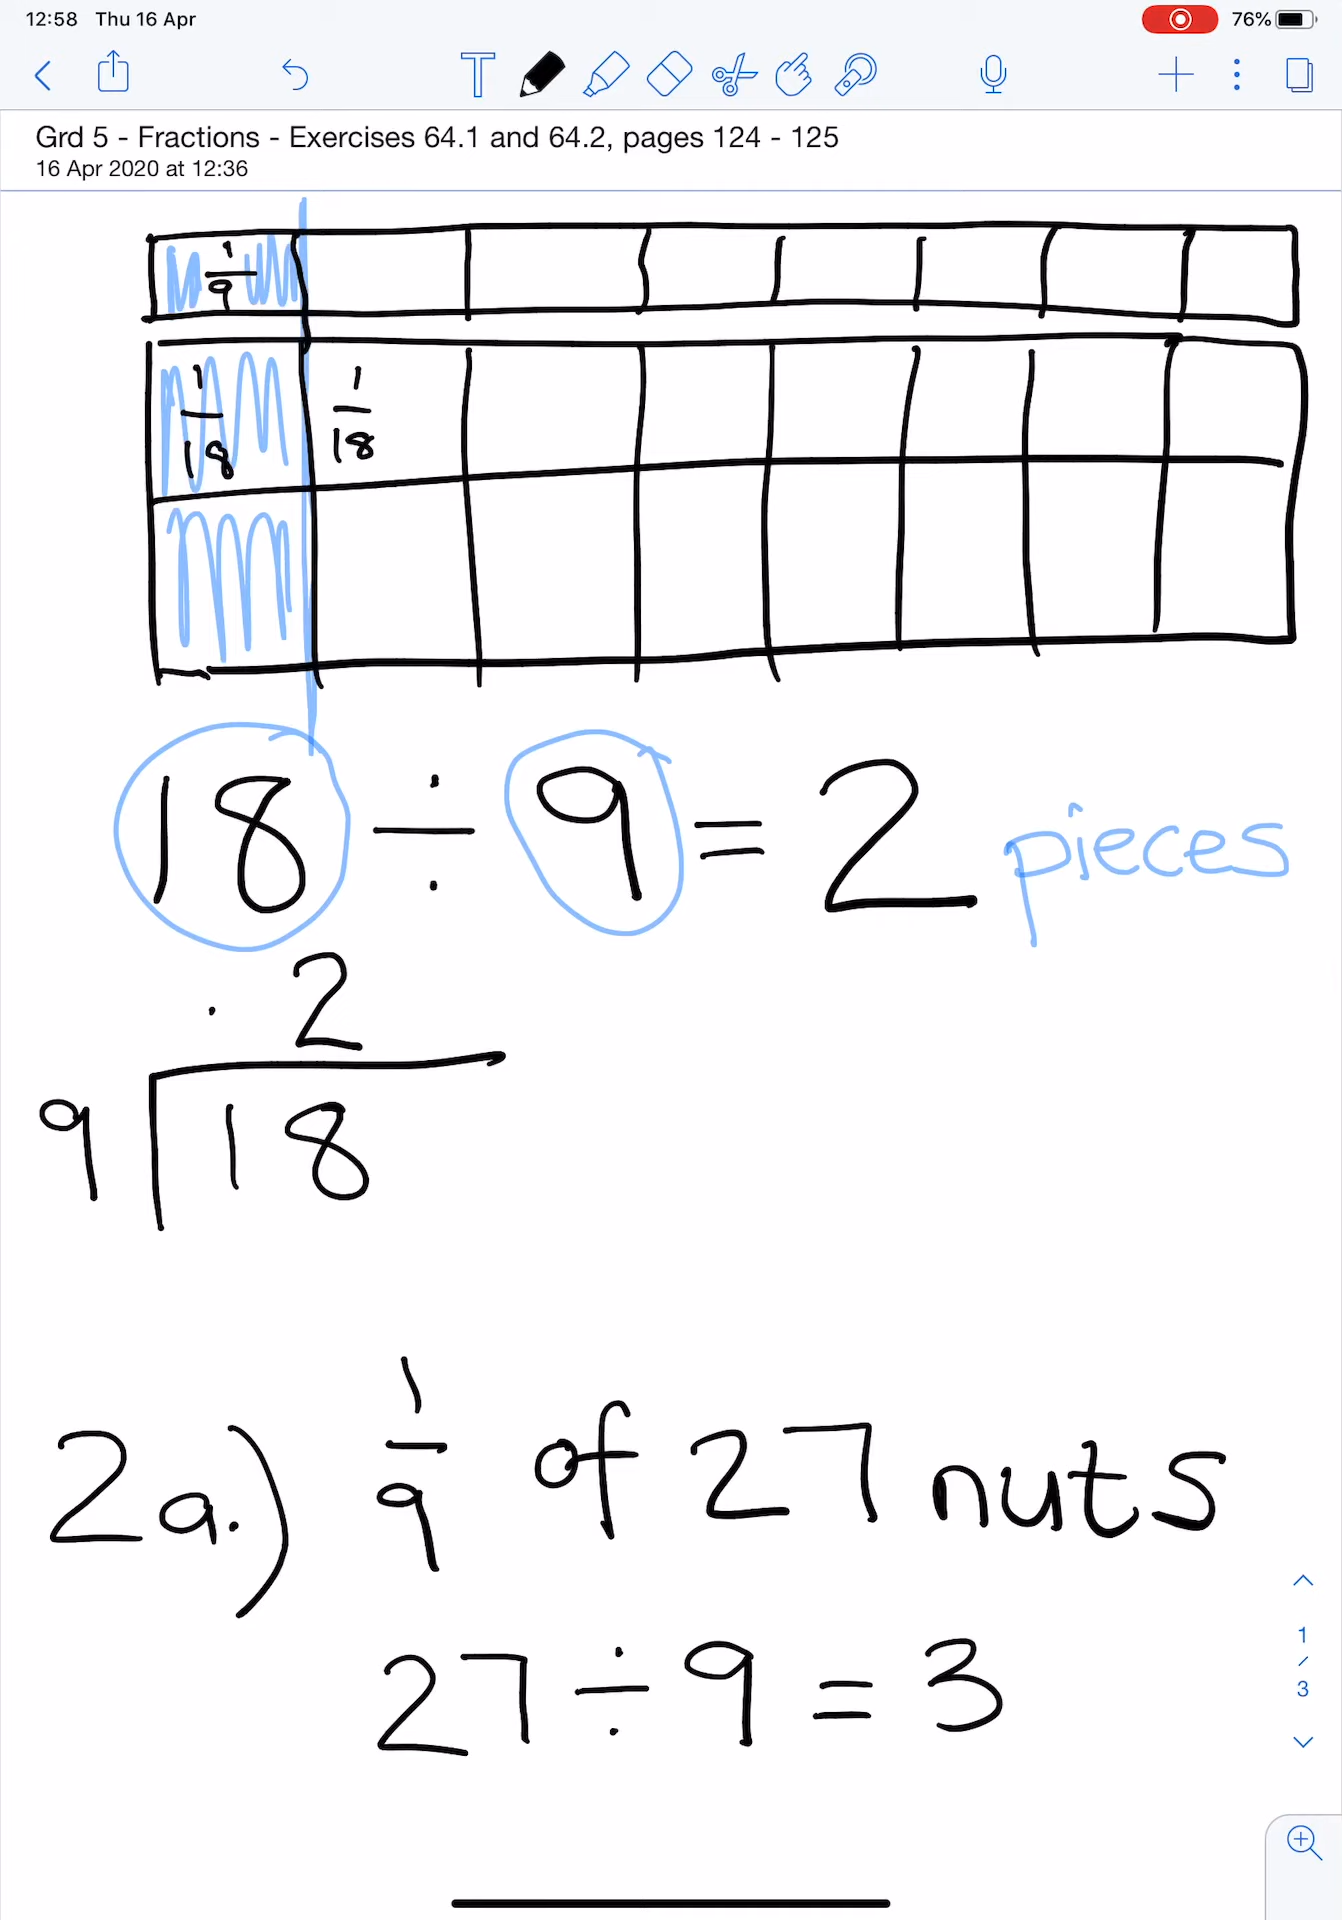 12:58 Thu 16 Apr 76%
T
Grd 5 - Fractions - Exercises 64.1 and 64.2, pages 124 - 125
16 Apr 2020 at 12:36
1/9
1/18 1/18
18 ÷ 9 = 2 pieces
. 2
9 18
2a.) 1/9 of 27 nuts
27 ÷ 9 = 3
1
/
3